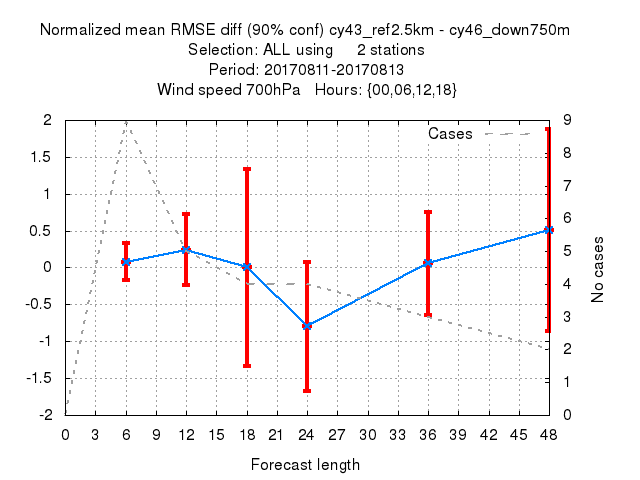 Normalized mean RMSE diff (90% conf) cy43_ref2.5km - cy46_down750m
Selection: ALL using     2 stations
Period: 20170811-20170813
Wind speed 700hPa   Hours: {00,06,12,18}
Cases
2
1.5
1
0.5
0
-0.5
-1
-1.5
-2
9
8
7
6
5
4
3
2
1
0
No cases
0 3 6 9 12 15 18 21 24 27 30 33 36 39 42 45 48
Forecast length